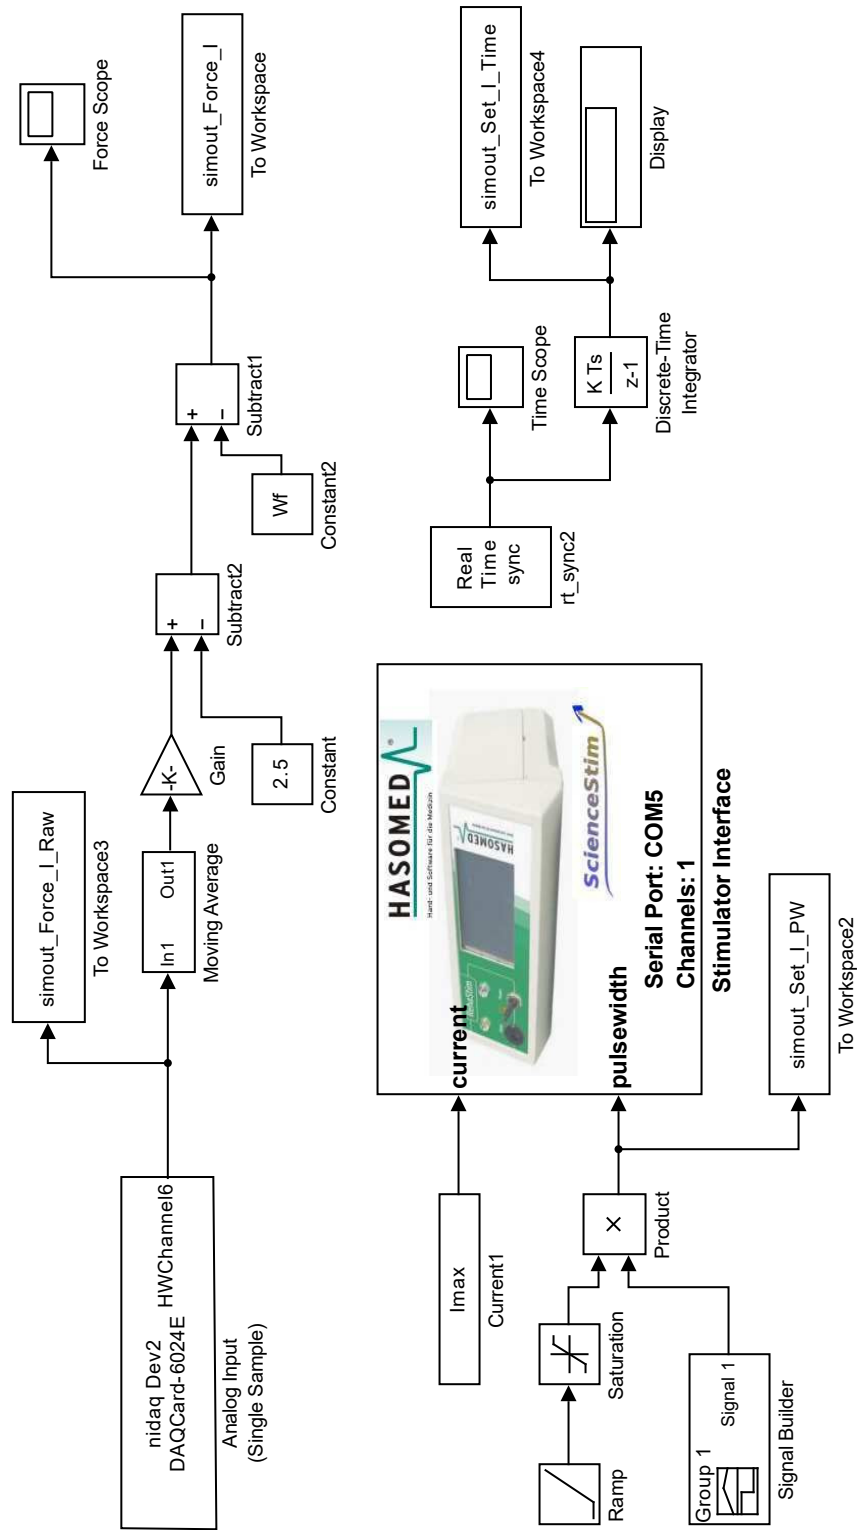 nidaq Dev2
DAQCard-6024E
HWChannel6
Analog Input
(Single Sample)
simout_Force_I_Raw
To Workspace3
In1
Out1
Moving Average
-K-
Gain
2.5
Constant
+
−
Subtract2
Wf
Constant2
+
−
Subtract1
Force Scope
simout_Force_I
To Workspace
Imax
Current1
Ramp
Saturation
Group 1
Signal 1
Signal Builder
×
Product
current
pulsewidth
HASOMED
®
Hard- und Software für die Medizin
HASOMED
ScienceStim
Serial Port: COM5
Channels: 1
Stimulator Interface
simout_Set_I_PW
To Workspace2
Real
Time
sync
rt_sync2
Time Scope
K Ts
z-1
Discrete-Time
Integrator
simout_Set_I_Time
To Workspace4
Display